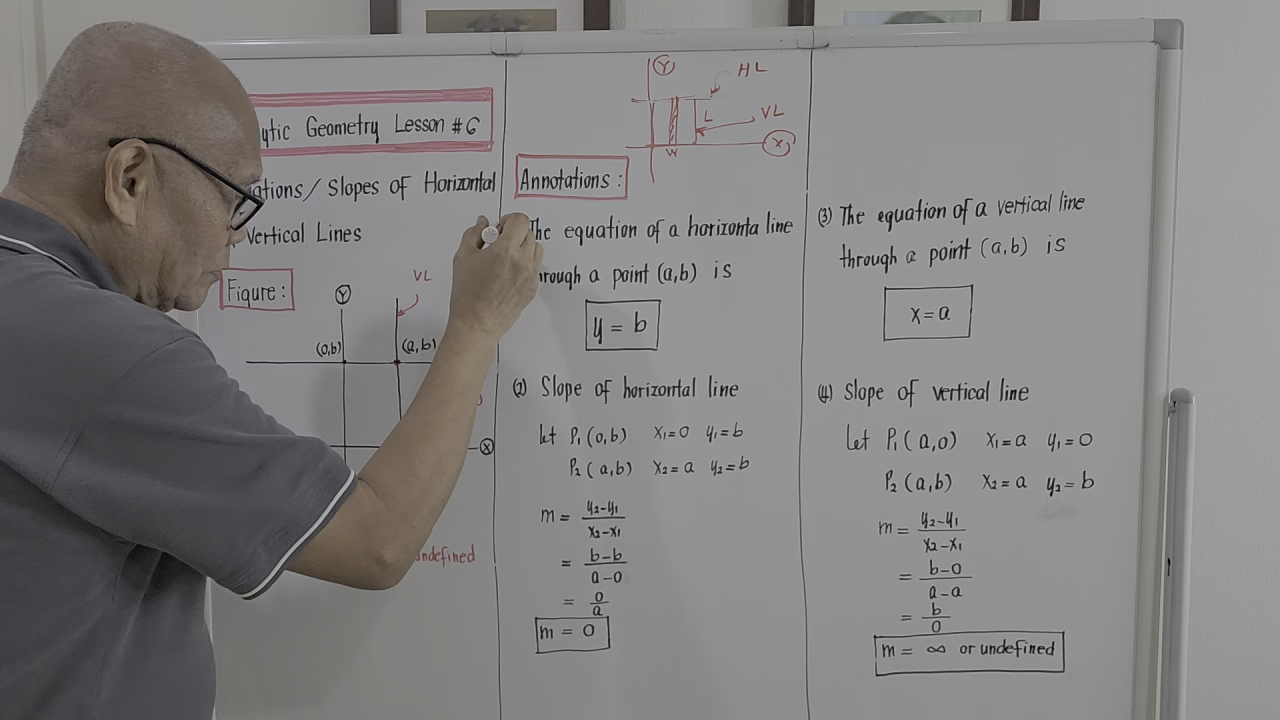 ytic Geometry Lesson #6
ations/ Slopes of Horizontal
Vertical Lines
Figure:
VL
Y
(0,b)
(a,b)
X
undefined
Y
HL
L
VL
X
W
Annotations:
The equation of a horizonta line
through a point (a,b) is
y = b
(2) Slope of horizontal line
let P₁(0,b) x₁=0 y₁=b
P₂(a,b) x₂=a y₂=b
m = y₂-y₁ / x₂-x₁
= b-b / a-0
= 0 / a
m = 0
(3) The equation of a vertical line
through a point (a,b) is
x = a
(4) Slope of vertical line
let P₁(a,0) x₁=a y₁=0
P₂(a,b) x₂=a y₂=b
m = y₂-y₁ / x₂-x₁
= b-0 / a-a
= b / 0
m = ∞ or undefined